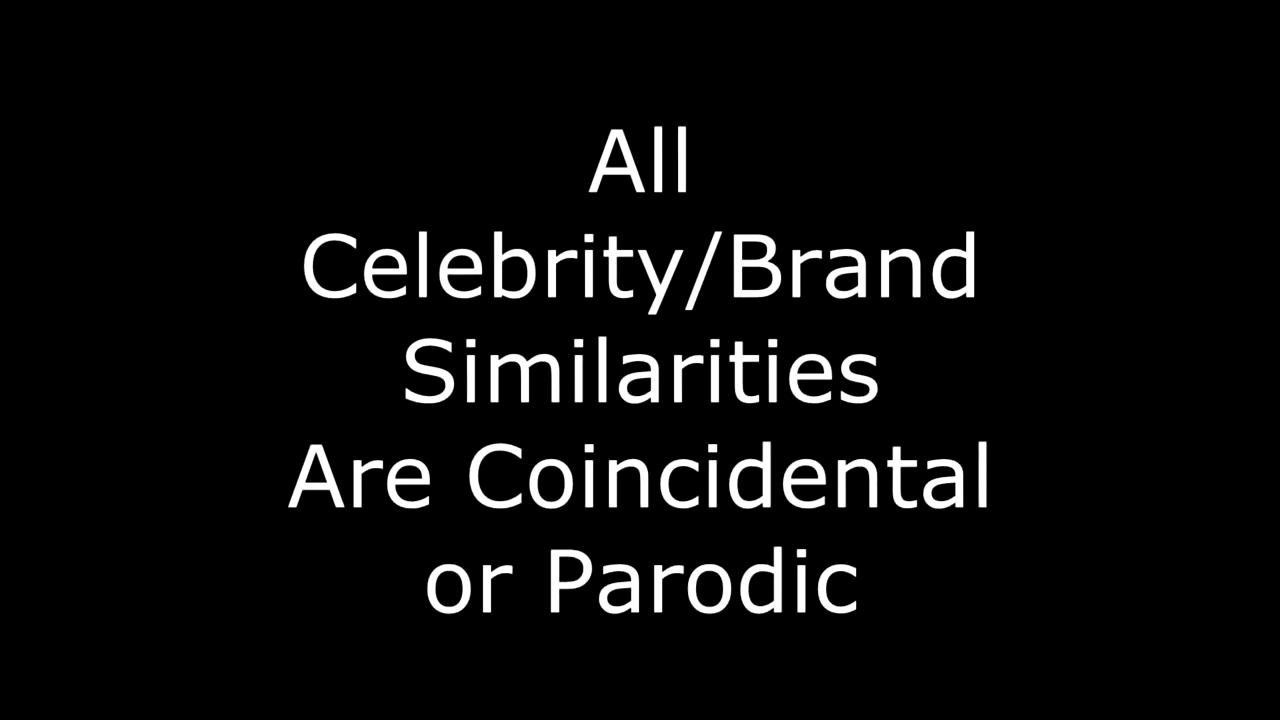 All
Celebrity/Brand
Similarities
Are Coincidental
or Parodic